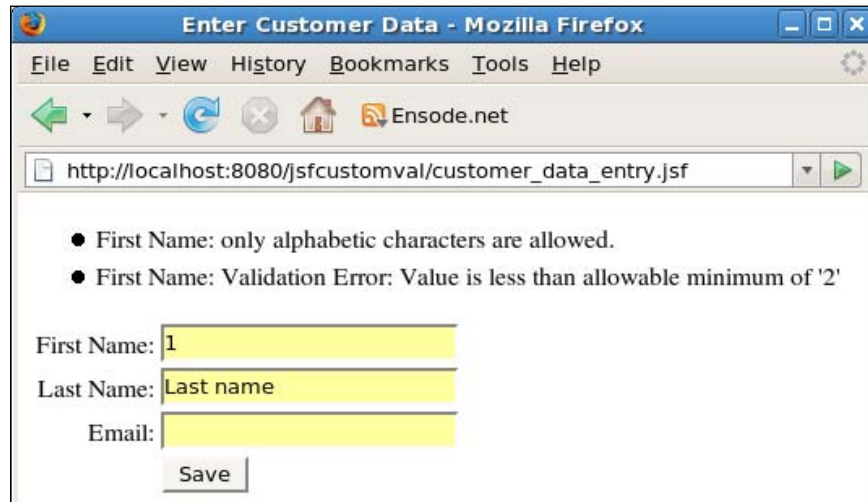 Enter Customer Data - Mozilla Firefox
File Edit View History Bookmarks Tools Help
Ensode.net
http://localhost:8080/jsfcustomval/customer_data_entry.jsf
First Name: only alphabetic characters are allowed.
First Name: Validation Error: Value is less than allowable minimum of '2'
First Name: 1
Last Name: Last name
Email:
Save